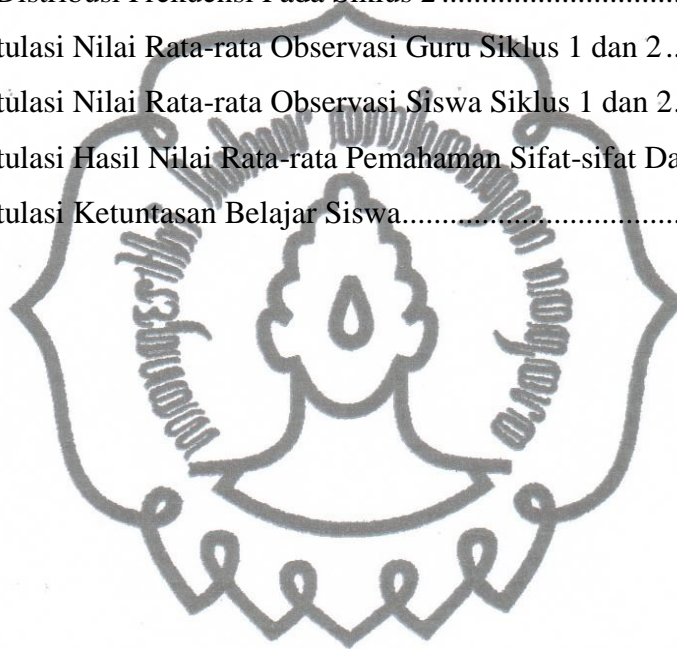 Distribusi Frekuensi Pada Siklus 2
tulasi Nilai Rata-rata Observasi Guru Siklus 1 dan 2..
tulasi Nilai Rata-rata Observasi Siswa Siklus 1 dan 2.
tulasi Hasil Nilai Rata-rata Pemahaman Sifat-sifat Da
tulasi Ketuntasan Belajar Siswa